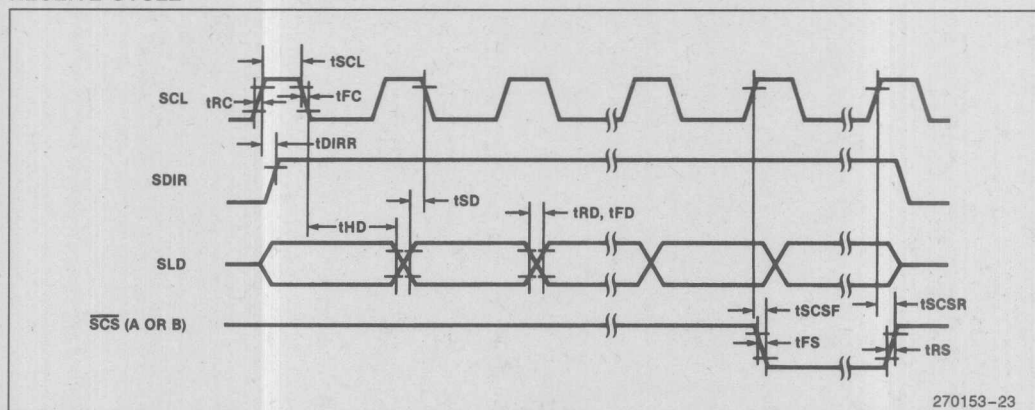 tSCL
SCL
tRC
tFC
tDIRR
SDIR
tSD
tRD, tFD
tHD
SLD
tSCSF
tSCSR
SCS (A OR B)
tFS
tRS
270153-23